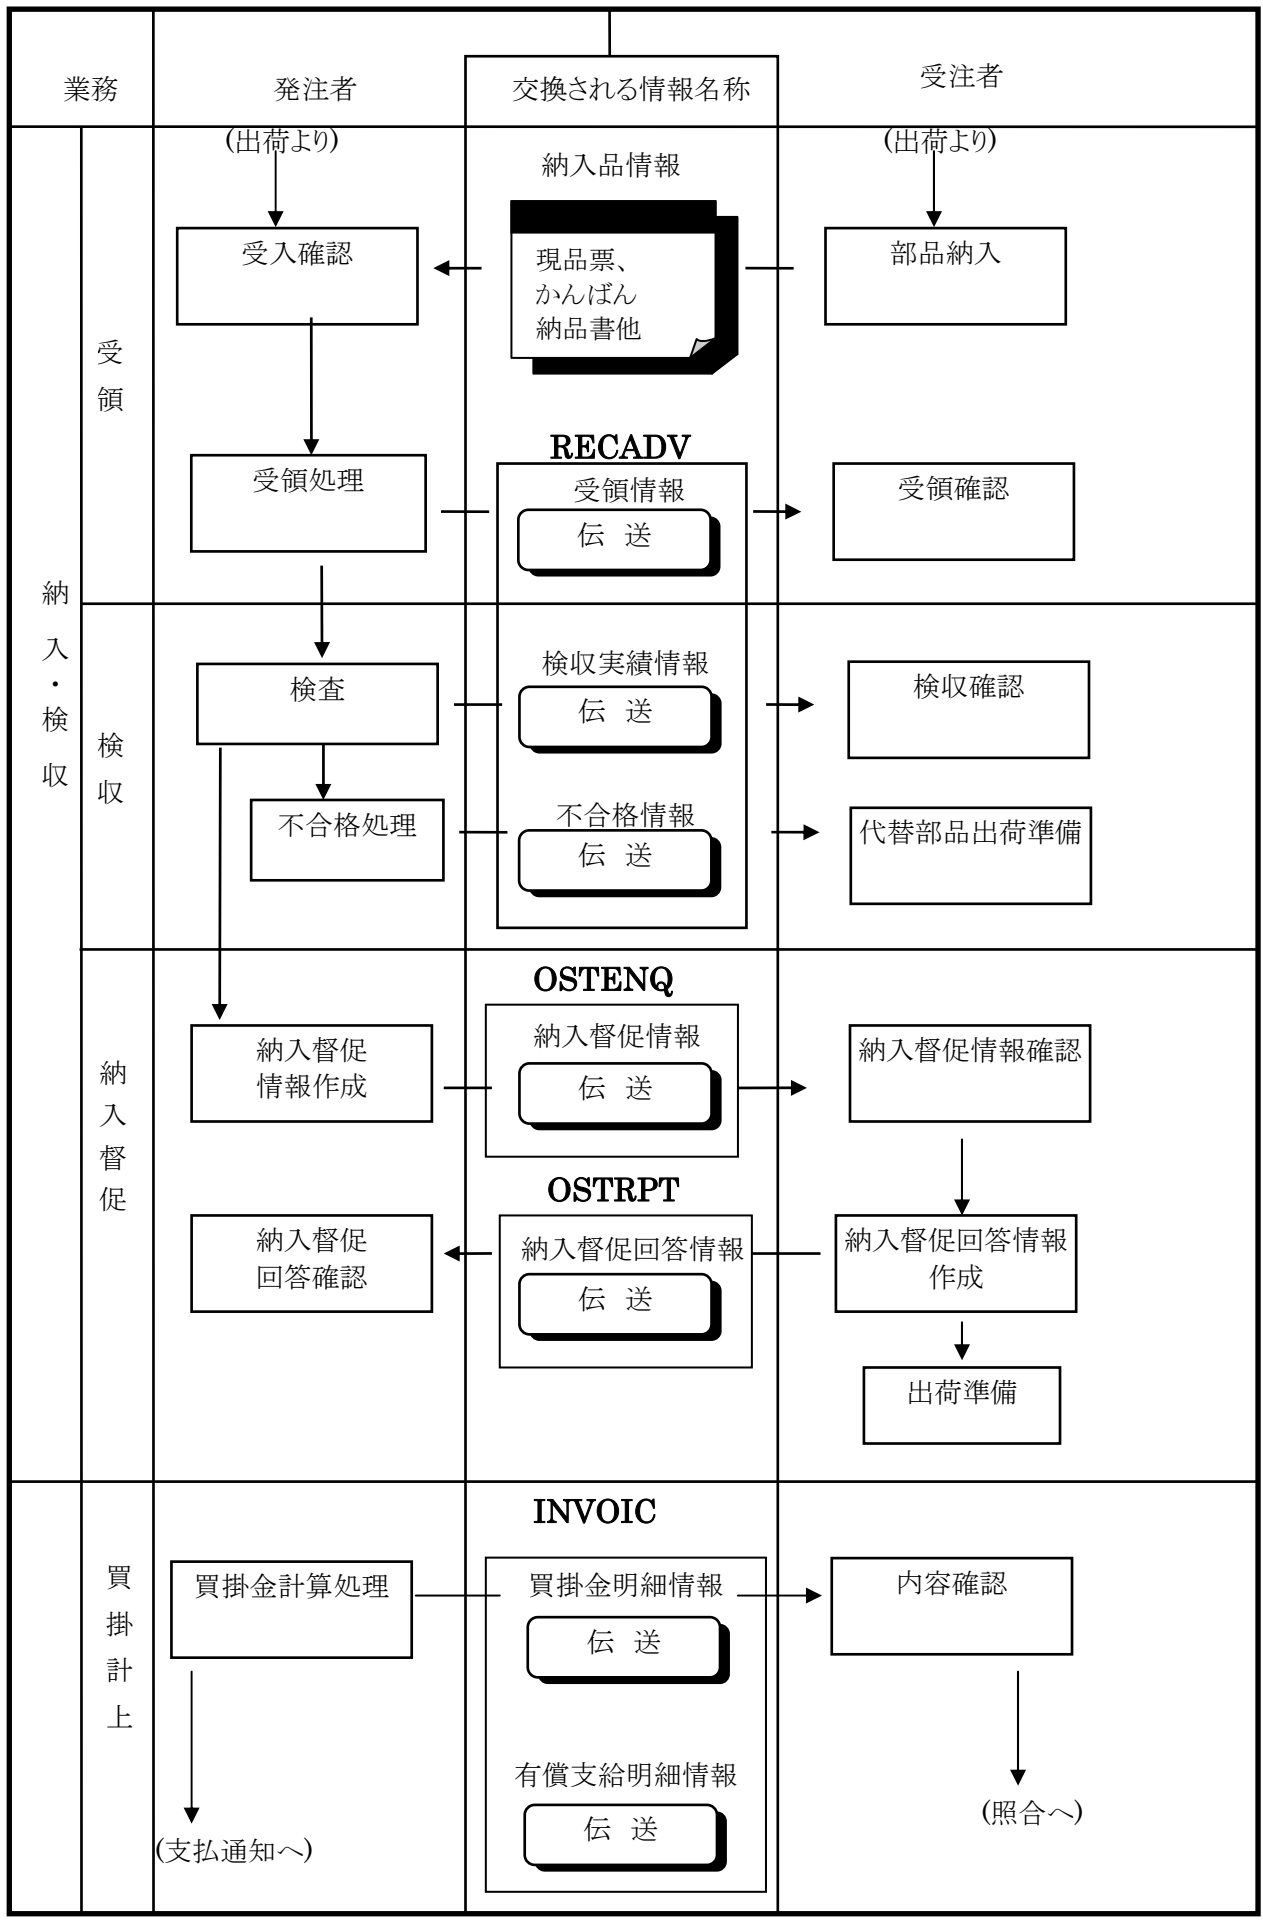 業務
発注者
交換される情報名称
受注者
(出荷より)
(出荷より)
納入品情報
受入確認
現品票、
かんばん
納品書他
部品納入
受領
RECADV
受領処理
受領情報
伝 送
受領確認
納入・検収
検査
検収実績情報
伝 送
検収確認
検収
不合格処理
不合格情報
伝 送
代替部品出荷準備
OSTENQ
納入督促
情報作成
納入督促情報
伝 送
納入督促情報確認
納入督促
OSTRPT
納入督促
回答確認
納入督促回答情報
伝 送
納入督促回答情報
作成
出荷準備
INVOIC
買掛計上
買掛金計算処理
買掛金明細情報
伝 送
内容確認
有償支給明細情報
伝 送
(照合へ)
(支払通知へ)